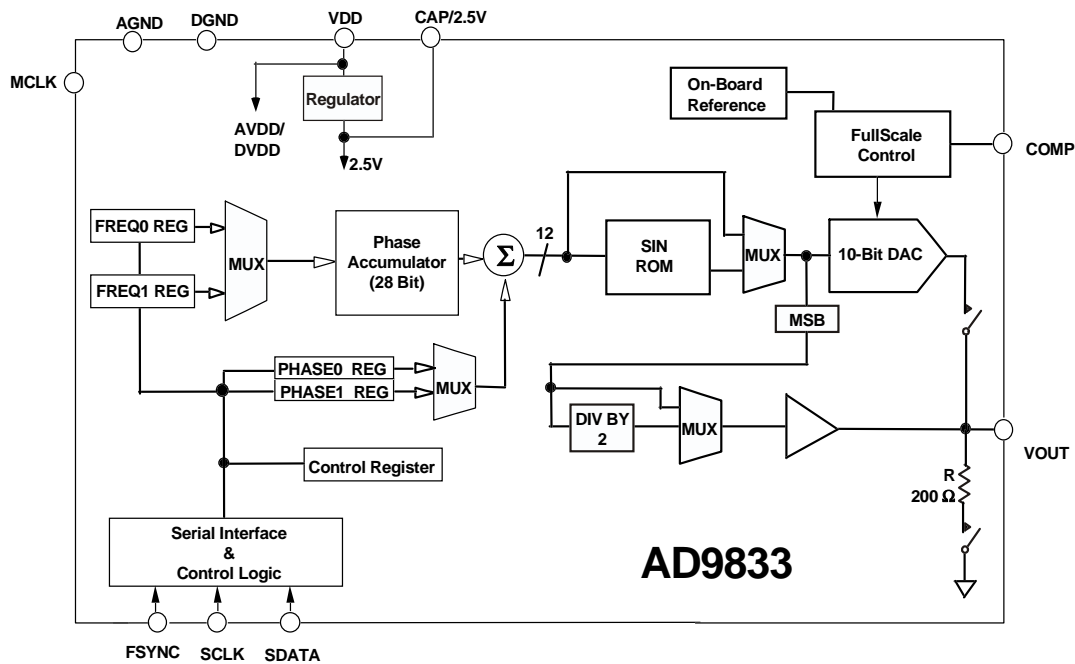 AGND
DGND
VDD
CAP/2.5V
MCLK
Regulator
AVDD/
DVDD
2.5V
On-Board
Reference
FullScale
Control
COMP
FREQ0 REG
FREQ1 REG
MUX
Phase
Accumulator
(28 Bit)
Σ
12
SIN
ROM
MUX
10-Bit DAC
MSB
PHASE0 REG
PHASE1 REG
MUX
DIV BY
2
MUX
VOUT
Control Register
R
200 Ω
Serial Interface
&
Control Logic
AD9833
FSYNC
SCLK
SDATA